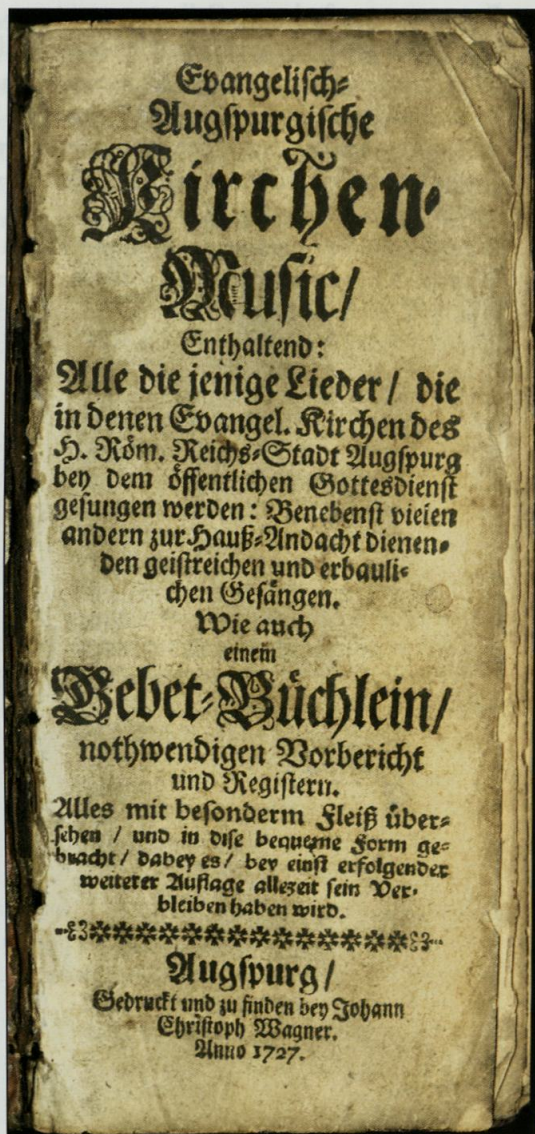 Evangelisch-
Augspurgische
Kirchen-
Music/
Enthaltend:
Alle die jenige Lieder/ die
in denen Evangel. Kirchen des
H. Röm. Reichs-Stadt Augspurg
bey dem öffentlichen Gottesdienst
gesungen werden: Benebenst vielen
andern zur Hauß-Andacht dienen-
den geistreichen und erbauli-
chen Gesängen.
Wie auch
einem
Gebet-Büchlein/
nothwendigen Vorbericht
und Registern.
Alles mit besonderm Fleiß über-
sehen / und in dise bequeme Form ge-
bracht/ dabey es/ bey einst erfolgender
weiterer Auflage allezeit sein Ver-
bleiben haben wird.
Augspurg/
Gedruckt und zu finden bey Johann
Christoph Wagner.
Anno 1727.